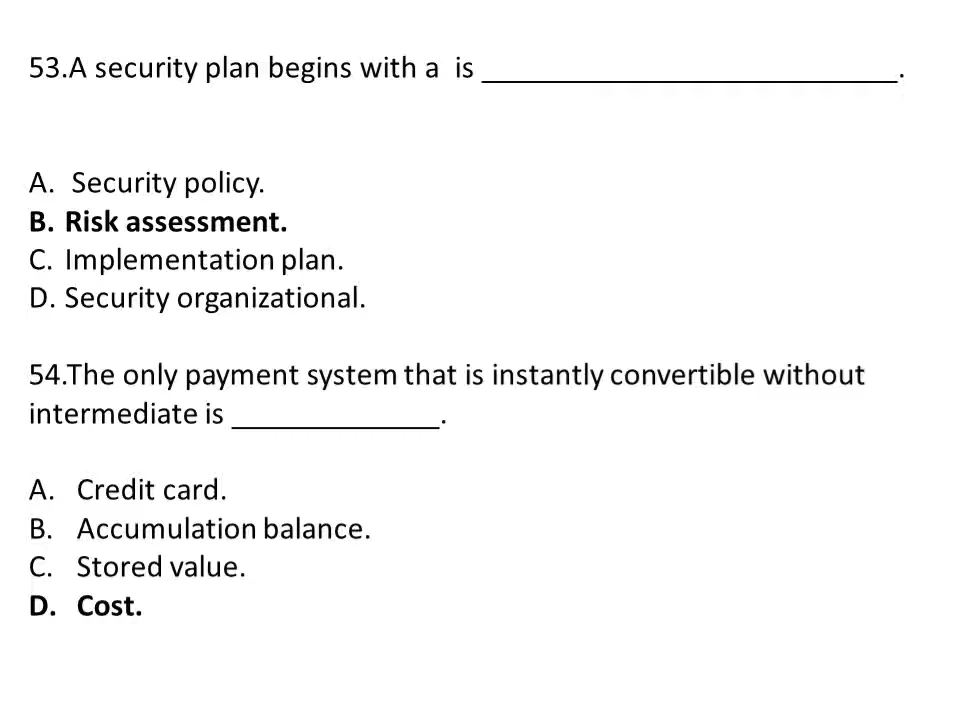 53.A security plan begins with a  is ___________________________.
A.  Security policy.
B. Risk assessment.
C. Implementation plan.
D. Security organizational.
54.The only payment system that is instantly convertible without
intermediate is ______________.
A.   Credit card.
B.   Accumulation balance.
C.   Stored value.
D.   Cost.